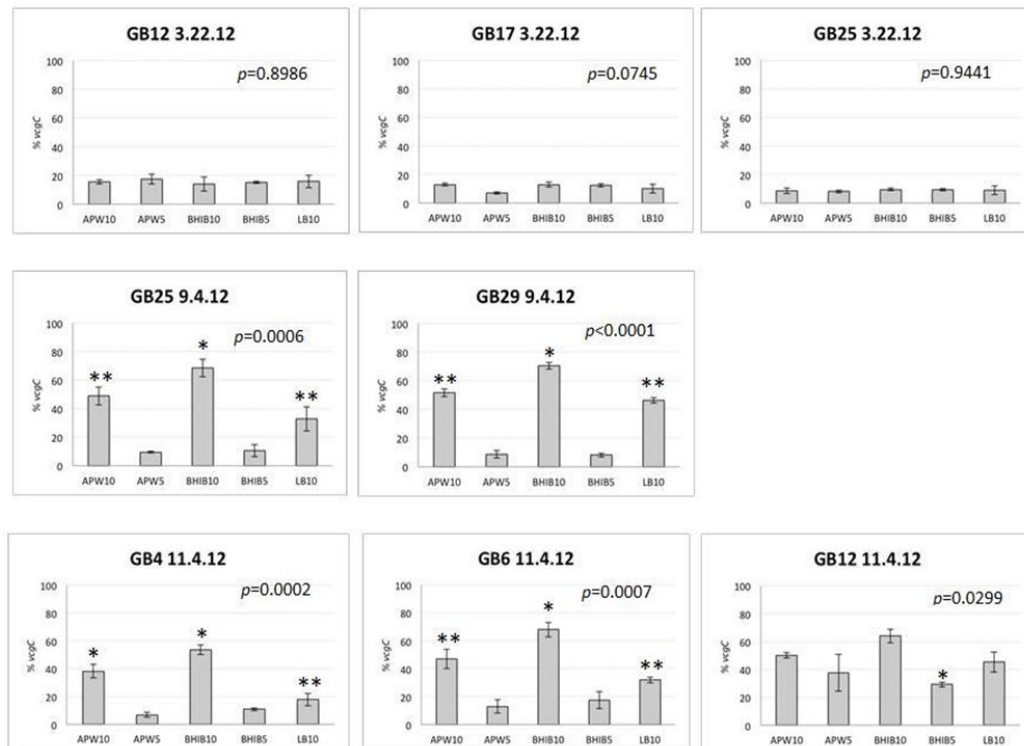 GB12 3.22.12
p=0.8986
100
80
60
40
20
0
% vcgC
APW10 APW5 BHIB10 BHIB5 LB10
GB17 3.22.12
p=0.0745
100
80
60
40
20
0
% vcgC
APW10 APW5 BHIB10 BHIB5 LB10
GB25 3.22.12
p=0.9441
100
80
60
40
20
0
% vcgC
APW10 APW5 BHIB10 BHIB5 LB10
GB25 9.4.12
p=0.0006
100
80
60
40
20
0
% vcgC
** * **
APW10 APW5 BHIB10 BHIB5 LB10
GB29 9.4.12
p<0.0001
100
80
60
40
20
0
% vcgC
** * **
APW10 APW5 BHIB10 BHIB5 LB10
GB4 11.4.12
p=0.0002
100
80
60
40
20
0
% vcgC
* * **
APW10 APW5 BHIB10 BHIB5 LB10
GB6 11.4.12
p=0.0007
100
80
60
40
20
0
% vcgC
** * **
APW10 APW5 BHIB10 BHIB5 LB10
GB12 11.4.12
p=0.0299
100
80
60
40
20
0
% vcgC
*
APW10 APW5 BHIB10 BHIB5 LB10